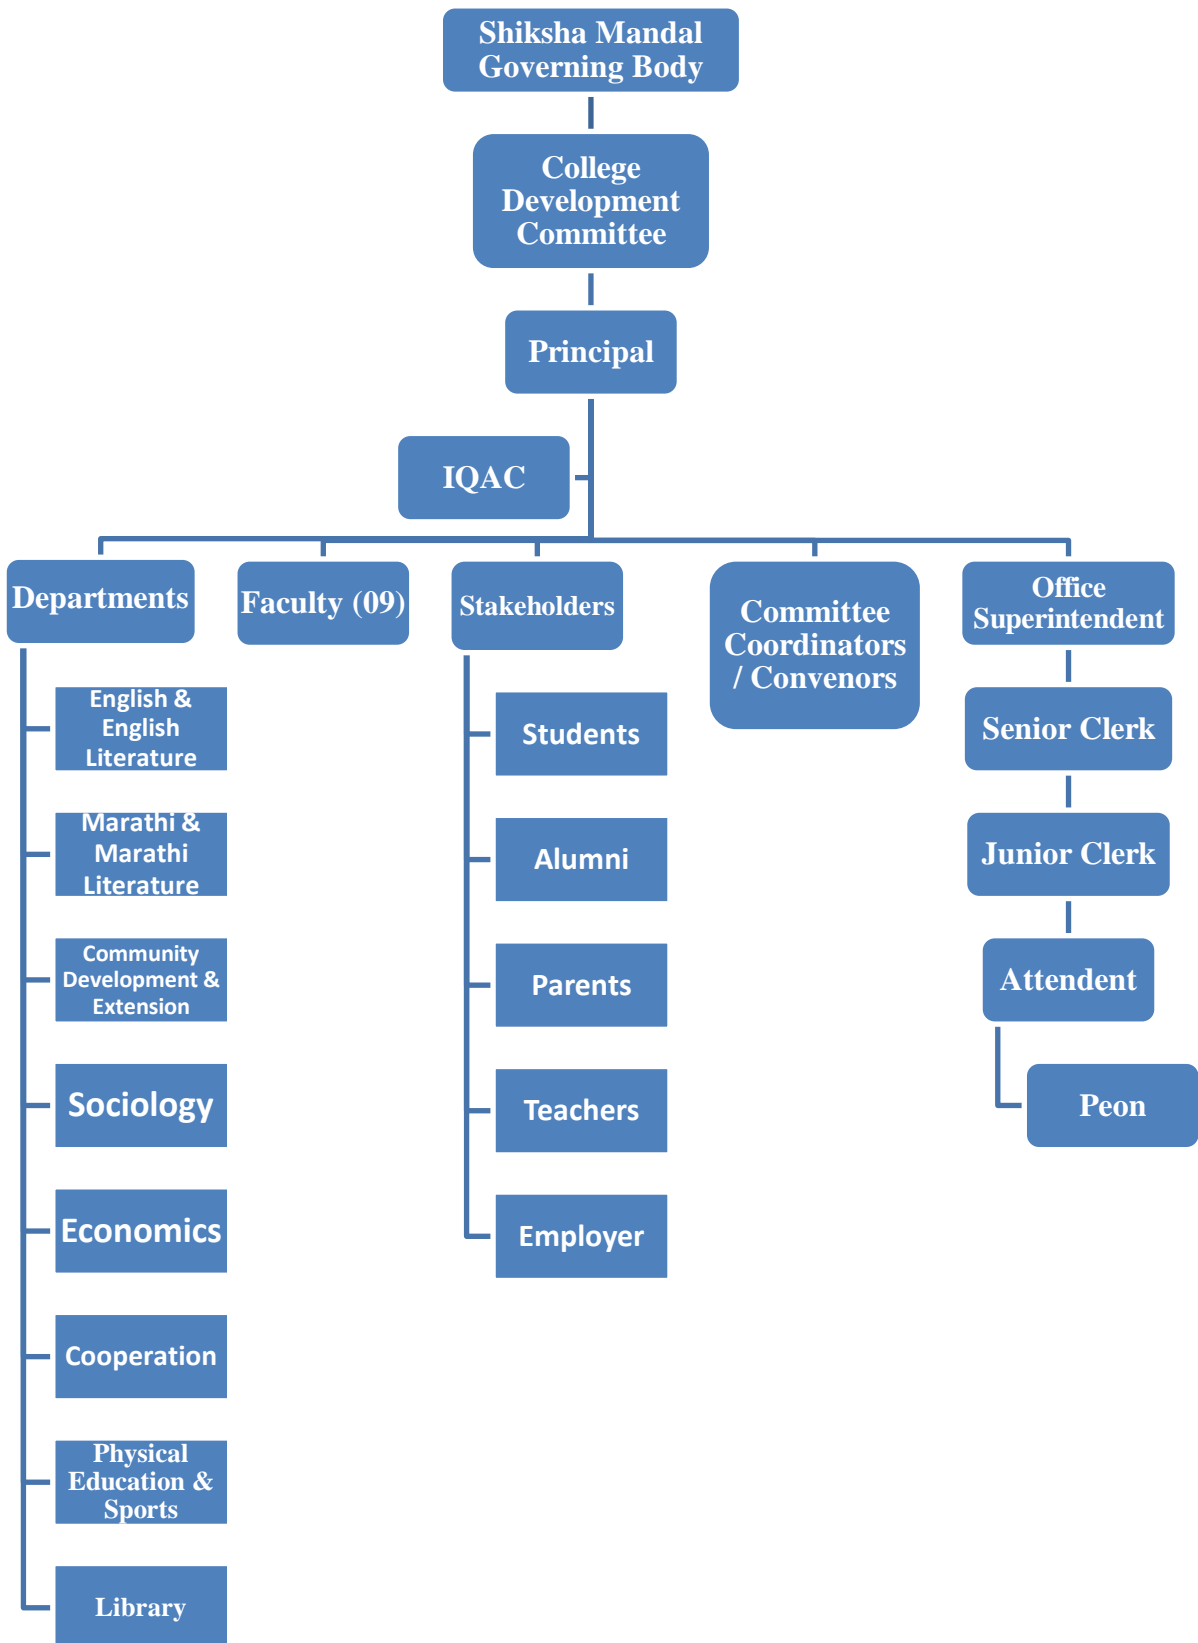 Shiksha Mandal
Governing Body
College
Development
Committee
Principal
IQAC
Departments
Faculty (09)
Stakeholders
Committee
Coordinators
/ Convenors
Office
Superintendent
English &
English
Literature
Marathi &
Marathi
Literature
Community
Development &
Extension
Sociology
Economics
Cooperation
Physical
Education &
Sports
Library
Students
Alumni
Parents
Teachers
Employer
Senior Clerk
Junior Clerk
Attendent
Peon